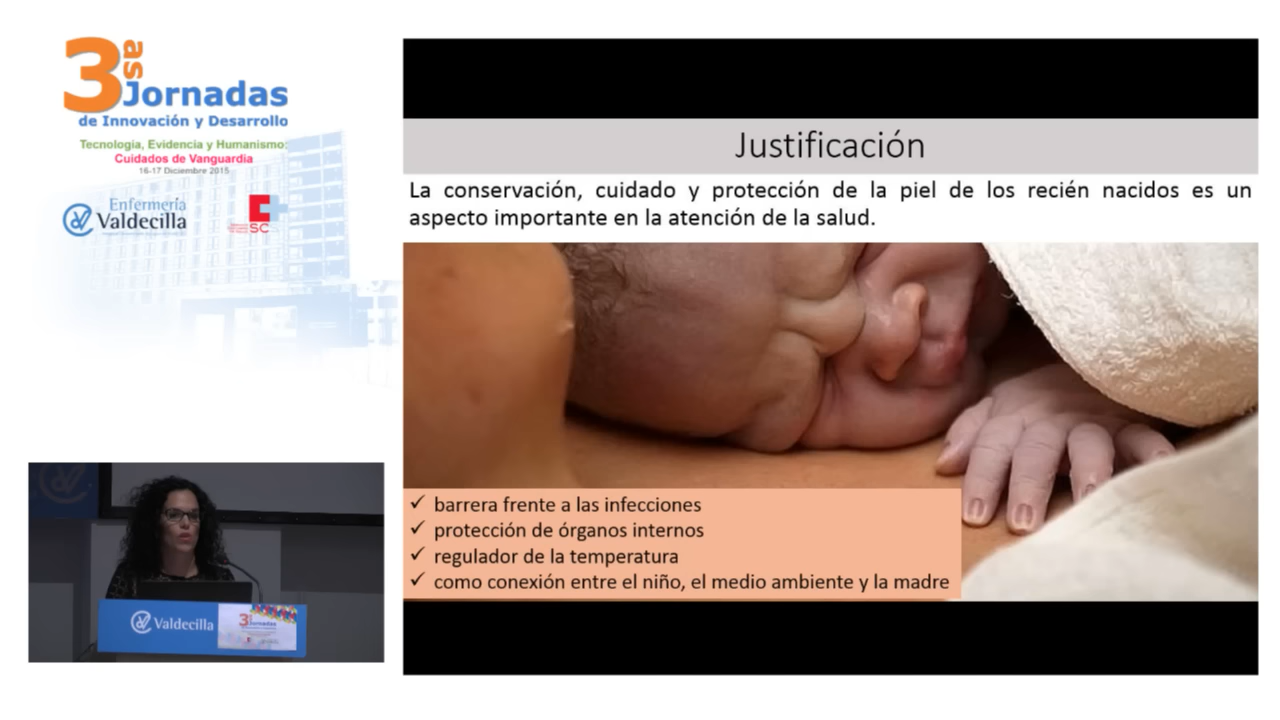 3as Jornadas
de Innovación y Desarrollo
Tecnología, Evidencia y Humanismo:
Cuidados de Vanguardia
16-17 Diciembre 2015
Enfermería
Valdecilla
SC
Justificación
La conservación, cuidado y protección de la piel de los recién nacidos es un
aspecto importante en la atención de la salud.
✓ barrera frente a las infecciones
✓ protección de órganos internos
✓ regulador de la temperatura
✓ como conexión entre el niño, el medio ambiente y la madre
Valdecilla
3as Jornadas